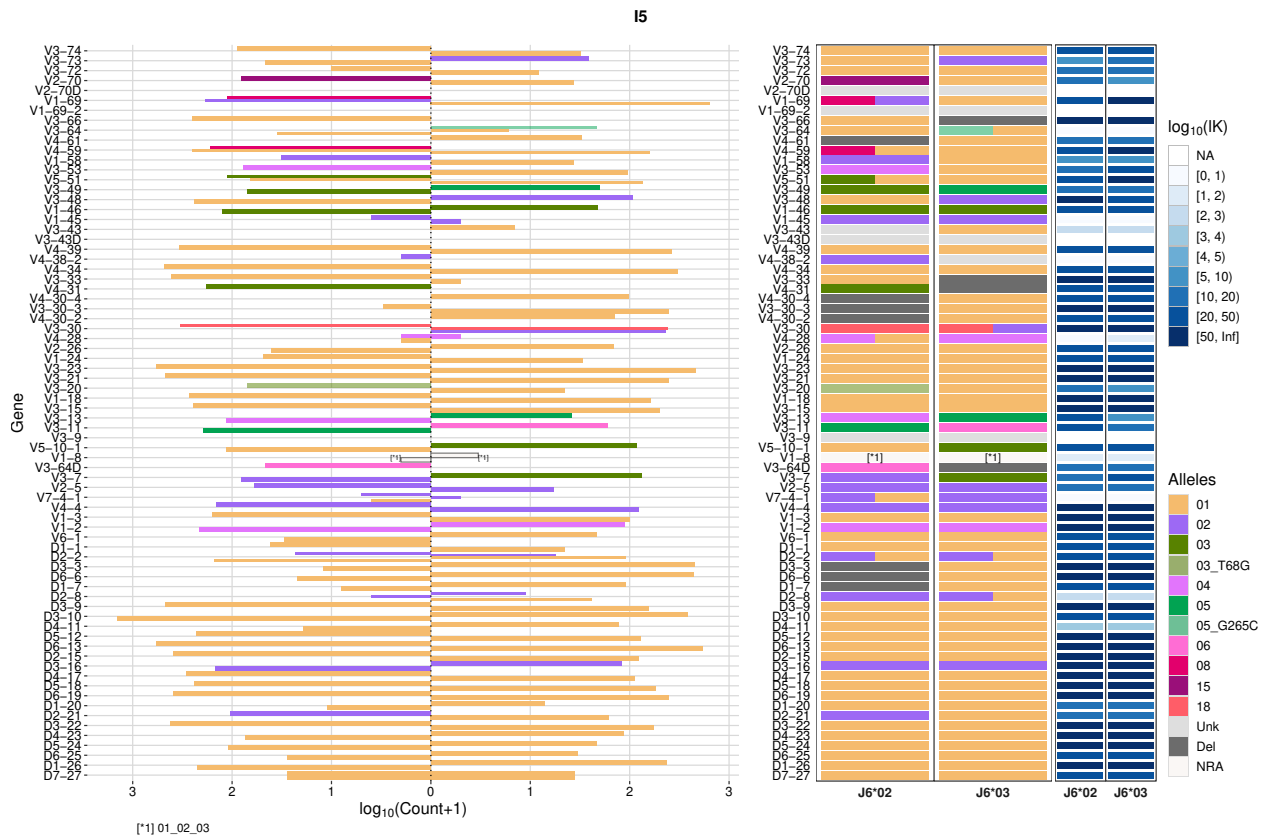 I5
V3−74
V3−73
V3−72
V2−70
V2−70D
V1−69
V1−69−2
V3−66
V3−64
V4−61
V4−59
V1−58
V3−53
V5−51
V3−49
V3−48
V1−46
V1−45
V3−43
V3−43D
V4−39
V4−38−2
V4−34
V3−33
V4−31
V4−30−4
V3−30−3
V4−30−2
V3−30
V4−28
V2−26
V1−24
V3−23
V3−21
V3−20
V1−18
V3−15
V3−13
V3−11
V3−9
V5−10−1
V1−8
V3−64D
V3−7
V2−5
V7−4−1
V4−4
V1−3
V1−2
V6−1
D1−1
D2−2
D3−3
D6−6
D1−7
D2−8
D3−9
D3−10
D4−11
D5−12
D6−13
D2−15
D3−16
D4−17
D5−18
D6−19
D1−20
D2−21
D3−22
D4−23
D5−24
D6−25
D1−26
D7−27
Gene
[*1] [*1]
3 2 1 0 1 2 3
log10(Count+1)
[*1] 01_02_03
[*1] [*1]
J6*02 J6*03 J6*02 J6*03
log10(IK)
NA
[0, 1)
[1, 2)
[2, 3)
[3, 4)
[4, 5)
[5, 10)
[10, 20)
[20, 50)
[50, Inf]
Alleles
01
02
03
03_T68G
04
05
05_G265C
06
08
15
18
Unk
Del
NRA